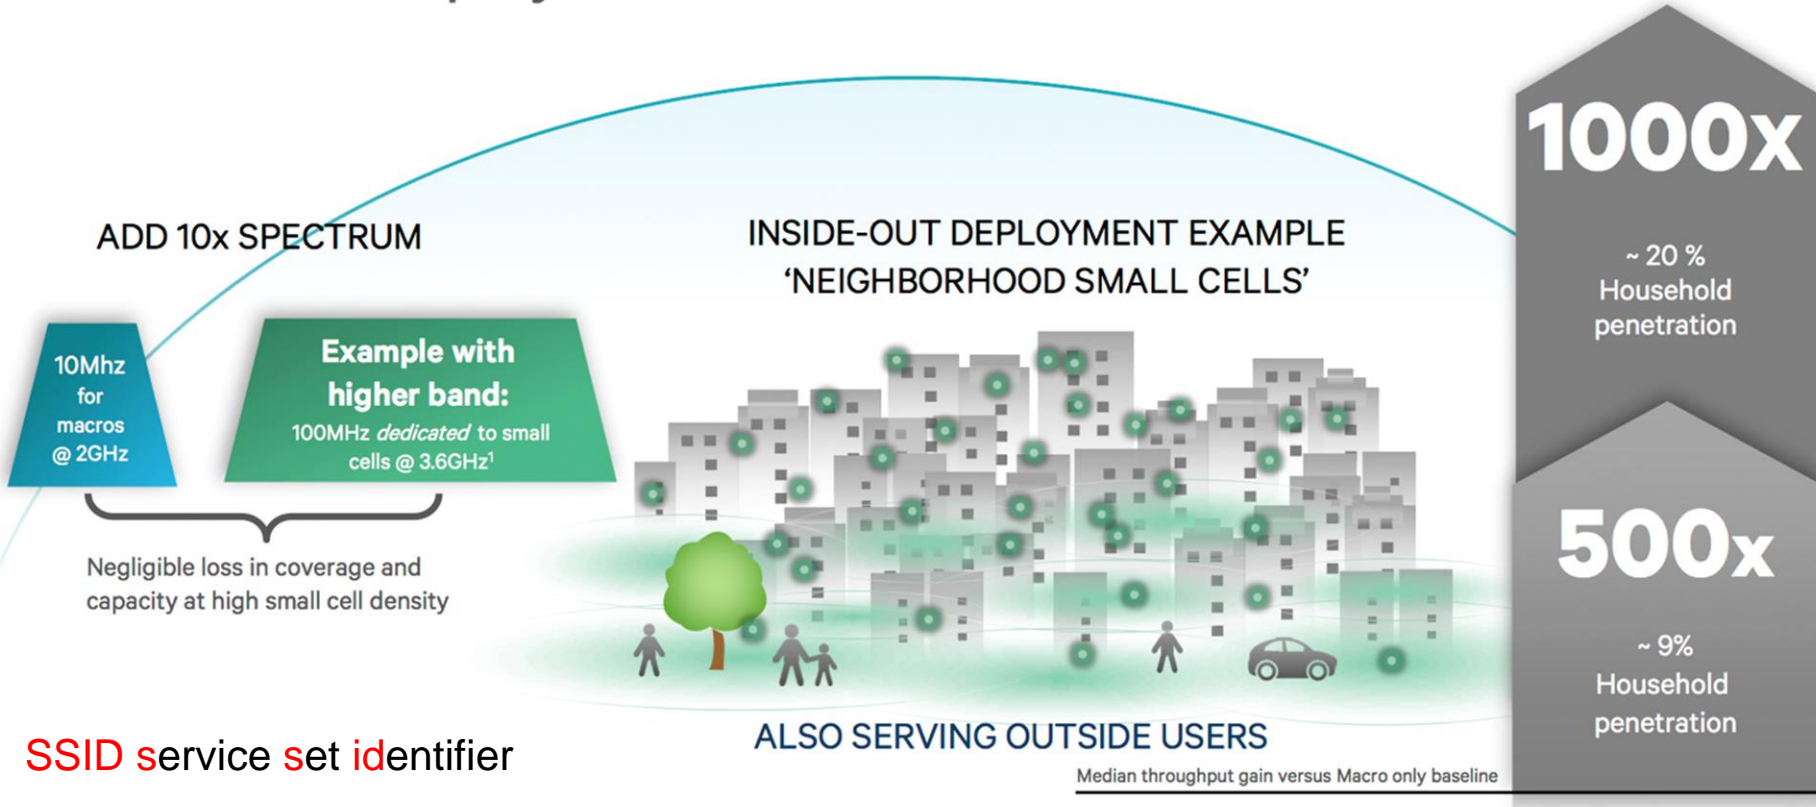 ADD 10x SPECTRUM
10Mhz
for
macros
@ 2GHz
Example with
higher band:
100MHz dedicated to small
cells @ 3.6GHz¹
Negligible loss in coverage and
capacity at high small cell density
SSID service set identifier
INSIDE-OUT DEPLOYMENT EXAMPLE
‘NEIGHBORHOOD SMALL CELLS’
ALSO SERVING OUTSIDE USERS
Median throughput gain versus Macro only baseline
1000x
~ 20 %
Household
penetration
500x
~ 9%
Household
penetration